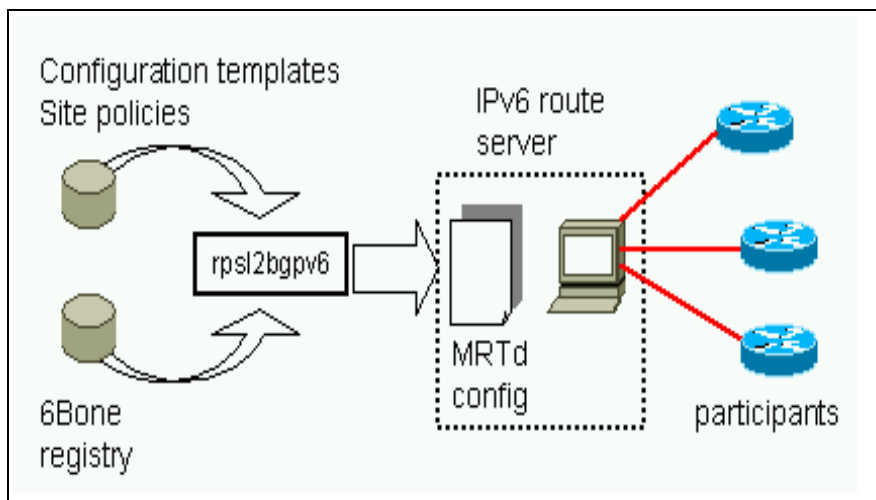 Configuration templates
Site policies
IPv6 route
server
rpsl2bgpv6
MRTd
config
6Bone
registry
participants